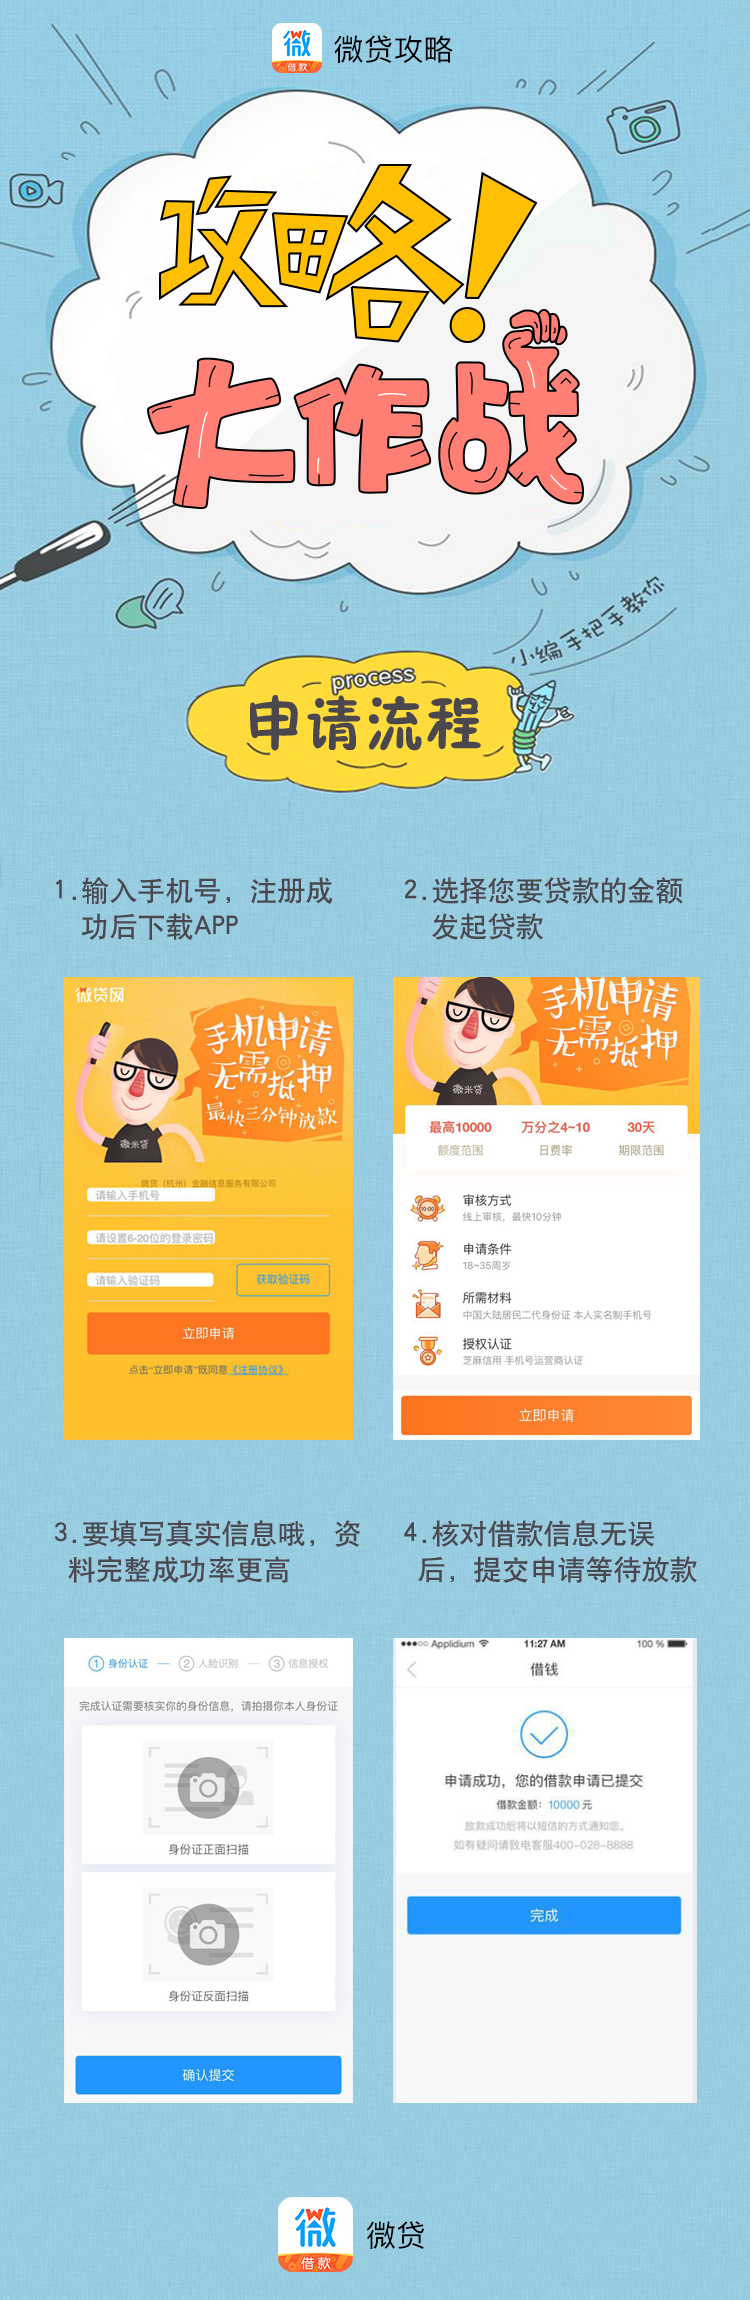 微
借款
微贷攻略
攻略!
大作战
小编手把手教你
process
申请流程
1.输入手机号，注册成
功后下载APP
2.选择您要贷款的金额
发起贷款
微贷网
手机申请
无需抵押
最快三分钟放款
微米贷
微贷（杭州）金融信息服务有限公司
请输入手机号
请设置6-20位的登录密码
请输入验证码
获取验证码
立即申请
点击“立即申请”既同意《注册协议》
手机申请
无需抵押
微米贷
最高10000
万分之4~10
30天
额度范围
日费率
期限范围
10:00
审核方式
线上审核，最快10分钟
申请条件
18~35周岁
所需材料
中国大陆居民二代身份证 本人实名制手机号
授权认证
芝麻信用 手机号运营商认证
立即申请
3.要填写真实信息哦，资
料完整成功率更高
4.核对借款信息无误
后，提交申请等待放款
1 身份认证
2 人脸识别
3 信息授权
完成认证需要核实你的身份信息，请拍摄你本人身份证
身份证正面扫描
身份证反面扫描
确认提交
Applidium
11:27 AM
100 %
借钱
申请成功，您的借款申请已提交
借款金额：10000 元
放款成功后将以短信的方式通知您。
如有疑问请致电客服400-028-8888
完成
微
借款
微贷